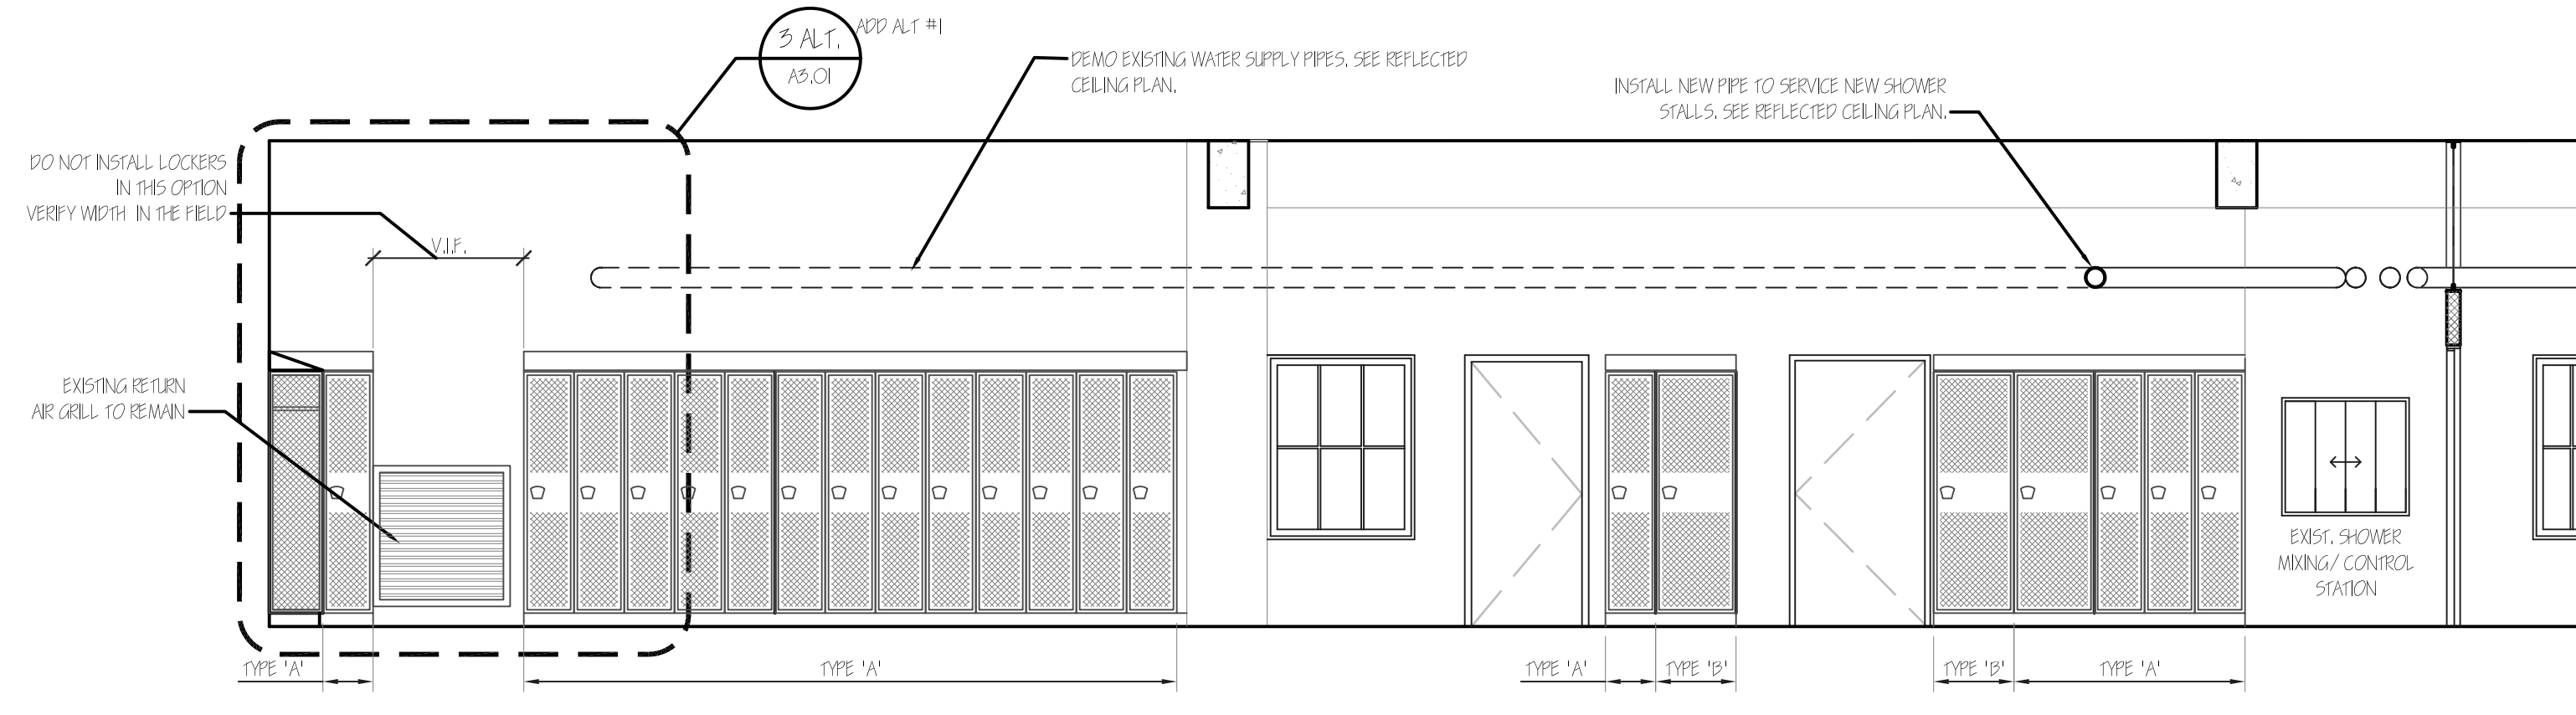 3 ALT.
A3.01
ADD ALT #1
DEMO EXISTING WATER SUPPLY PIPES. SEE REFLECTED
CEILING PLAN.
INSTALL NEW PIPE TO SERVICE NEW SHOWER
STALLS. SEE REFLECTED CEILING PLAN.
DO NOT INSTALL LOCKERS
IN THIS OPTION
VERIFY WIDTH IN THE FIELD
V.I.F.
EXISTING RETURN
AIR GRILL TO REMAIN
EXIST. SHOWER
MIXING/ CONTROL
STATION
TYPE 'A'
TYPE 'A'
TYPE 'A'
TYPE 'B'
TYPE 'B'
TYPE 'A'